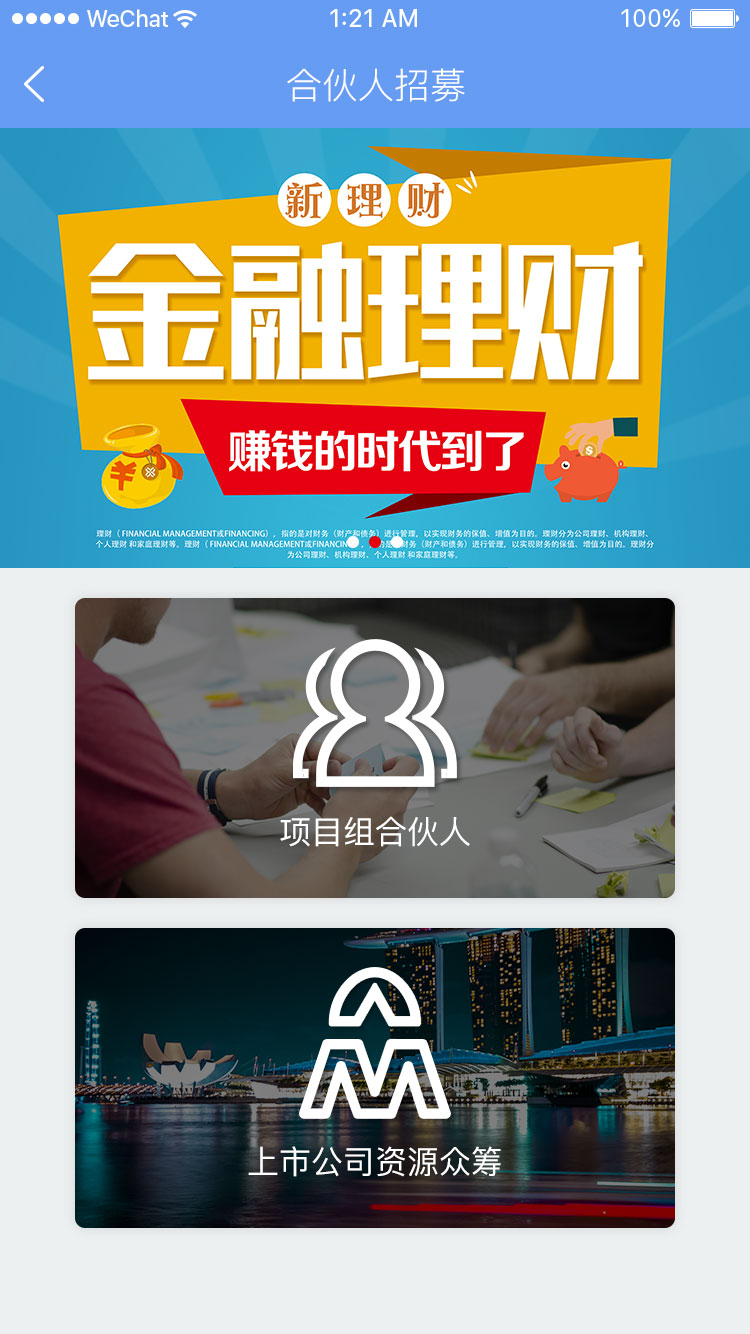 WeChat 1:21 AM 100%
合伙人招募
新理财
金融理财
赚钱的时代到了
理财（ FINANCIAL MANAGEMENT或FINANCING），指的是对财务（财产和债务）进行管理，以实现财务的保值、增值为目的。理财分为公司理财、机构理财、
个人理财 和家庭理财等。理财（ FINANCIAL MANAGEMENT或FINANCING），指的是对财务（财产和债务）进行管理，以实现财务的保值、增值为目的。理财分
为公司理财、机构理财、个人理财 和家庭理财等。
项目组合伙人
上市公司资源众筹